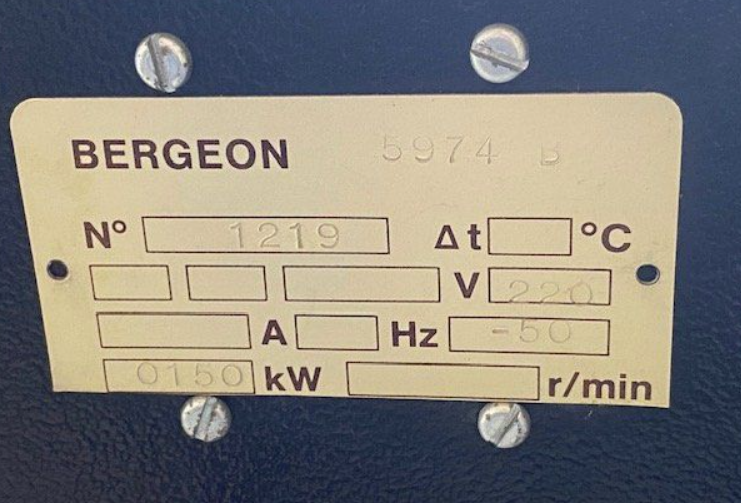 BERGEON 5974 B
N° 1219 Δt °C
V 220
A Hz -50
0150 kW r/min